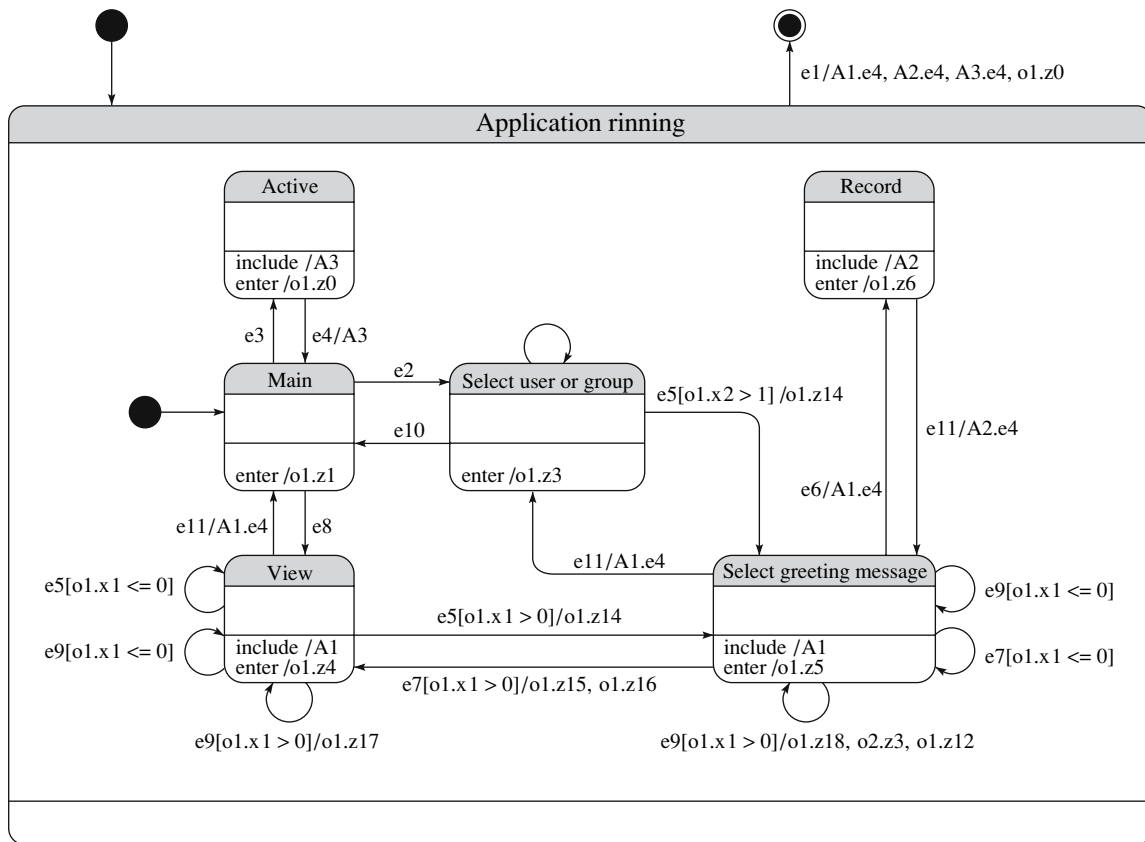 e1/A1.e4, A2.e4, A3.e4, o1.z0
Application rinning
Active
include /A3
enter /o1.z0
Record
include /A2
enter /o1.z6
e3
e4/A3
Main
enter /o1.z1
e2
e10
Select user or group
enter /o1.z3
e5[o1.x2 > 1] /o1.z14
e11/A2.e4
e6/A1.e4
e11/A1.e4
e8
e11/A1.e4
View
include /A1
enter /o1.z4
e5[o1.x1 <= 0]
e9[o1.x1 <= 0]
e5[o1.x1 > 0]/o1.z14
e7[o1.x1 > 0]/o1.z15, o1.z16
Select greeting message
include /A1
enter /o1.z5
e9[o1.x1 <= 0]
e7[o1.x1 <= 0]
e9[o1.x1 > 0]/o1.z17
e9[o1.x1 > 0]/o1.z18, o2.z3, o1.z12